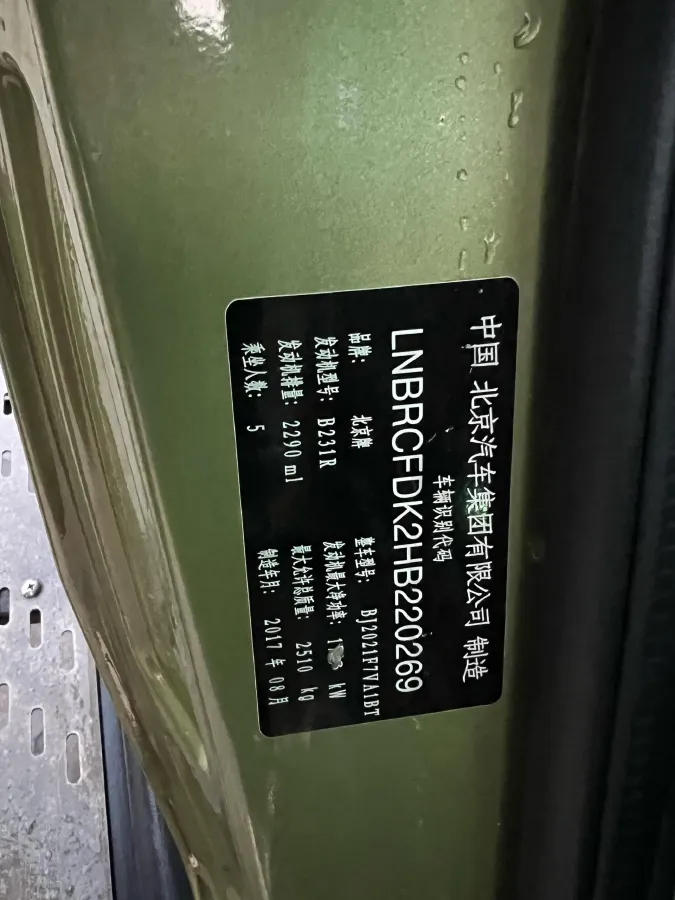 中国 北京汽车集团有限公司 制造
车辆识别代码
LNBRCFDK2HB220269
品牌: 北京牌 整车型号: BJ2021F7VA1BT
发动机型号: B231R 发动机最大净功率: kW
发动机排量: 2290 ml 最大允许总质量: 2510 kg
乘坐人数: 5 制造年月: 2017 年 08 月